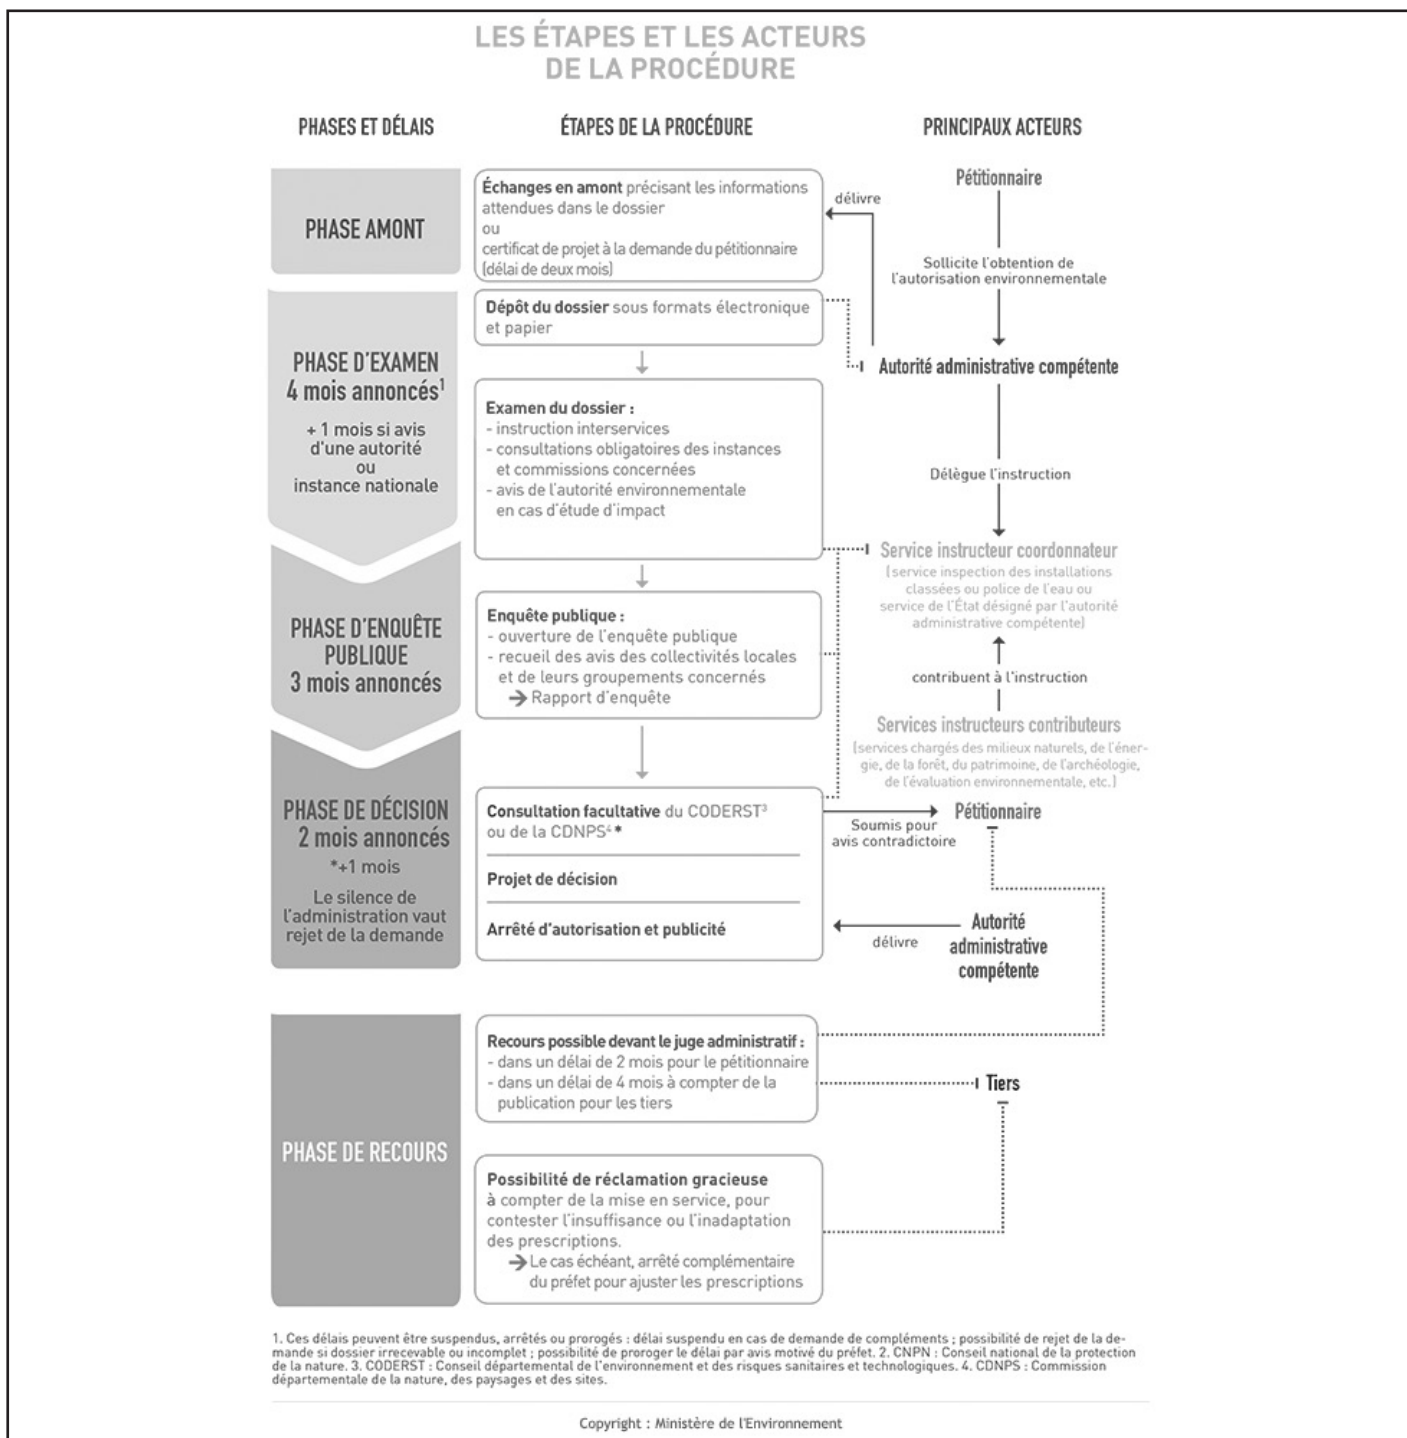 LES ÉTAPES ET LES ACTEURS
DE LA PROCÉDURE
PHASES ET DÉLAIS
ÉTAPES DE LA PROCÉDURE
PRINCIPAUX ACTEURS
PHASE AMONT
Échanges en amont précisant les informations
attendues dans le dossier
ou
certificat de projet à la demande du pétitionnaire
(délai de deux mois)
délivre
Pétitionnaire
Sollicite l'obtention de
l'autorisation environnementale
PHASE D'EXAMEN
4 mois annoncés¹
+ 1 mois si avis
d'une autorité
ou
instance nationale
Dépôt du dossier sous formats électronique
et papier
Autorité administrative compétente
Examen du dossier :
- instruction interservices
- consultations obligatoires des instances
et commissions concernées
- avis de l'autorité environnementale
en cas d'étude d'impact
Délègue l'instruction
Service instructeur coordonnateur
(service inspection des installations
classées ou police de l'eau ou
service de l'État désigné par l'autorité
administrative compétente)
PHASE D'ENQUÊTE
PUBLIQUE
3 mois annoncés
Enquête publique :
- ouverture de l'enquête publique
- recueil des avis des collectivités locales
et de leurs groupements concernés
→ Rapport d'enquête
contribuent à l'instruction
Services instructeurs contributeurs
(services chargés des milieux naturels, de l'éner-
gie, de la forêt, du patrimoine, de l'archéologie,
de l'évaluation environnementale, etc.)
PHASE DE DÉCISION
2 mois annoncés
*+1 mois
Le silence de
l'administration vaut
rejet de la demande
Consultation facultative du CODERST³
ou de la CDNPS⁴ *
Projet de décision
Arrêté d'autorisation et publicité
Soumis pour
avis contradictoire
Pétitionnaire
délivre
Autorité
administrative
compétente
PHASE DE RECOURS
Recours possible devant le juge administratif :
- dans un délai de 2 mois pour le pétitionnaire
- dans un délai de 4 mois à compter de la
publication pour les tiers
Tiers
Possibilité de réclamation gracieuse
à compter de la mise en service, pour
contester l'insuffisance ou l'inadaptation
des prescriptions.
→ Le cas échéant, arrêté complémentaire
du préfet pour ajuster les prescriptions
1. Ces délais peuvent être suspendus, arrêtés ou prorogés : délai suspendu en cas de demande de compléments ; possibilité de rejet de la de-
mande si dossier irrecevable ou incomplet ; possibilité de proroger le délai par avis motivé du préfet. 2. CNPN : Conseil national de la protection
de la nature. 3. CODERST : Conseil départemental de l'environnement et des risques sanitaires et technologiques. 4. CDNPS : Commission
départementale de la nature, des paysages et des sites.
Copyright : Ministère de l'Environnement